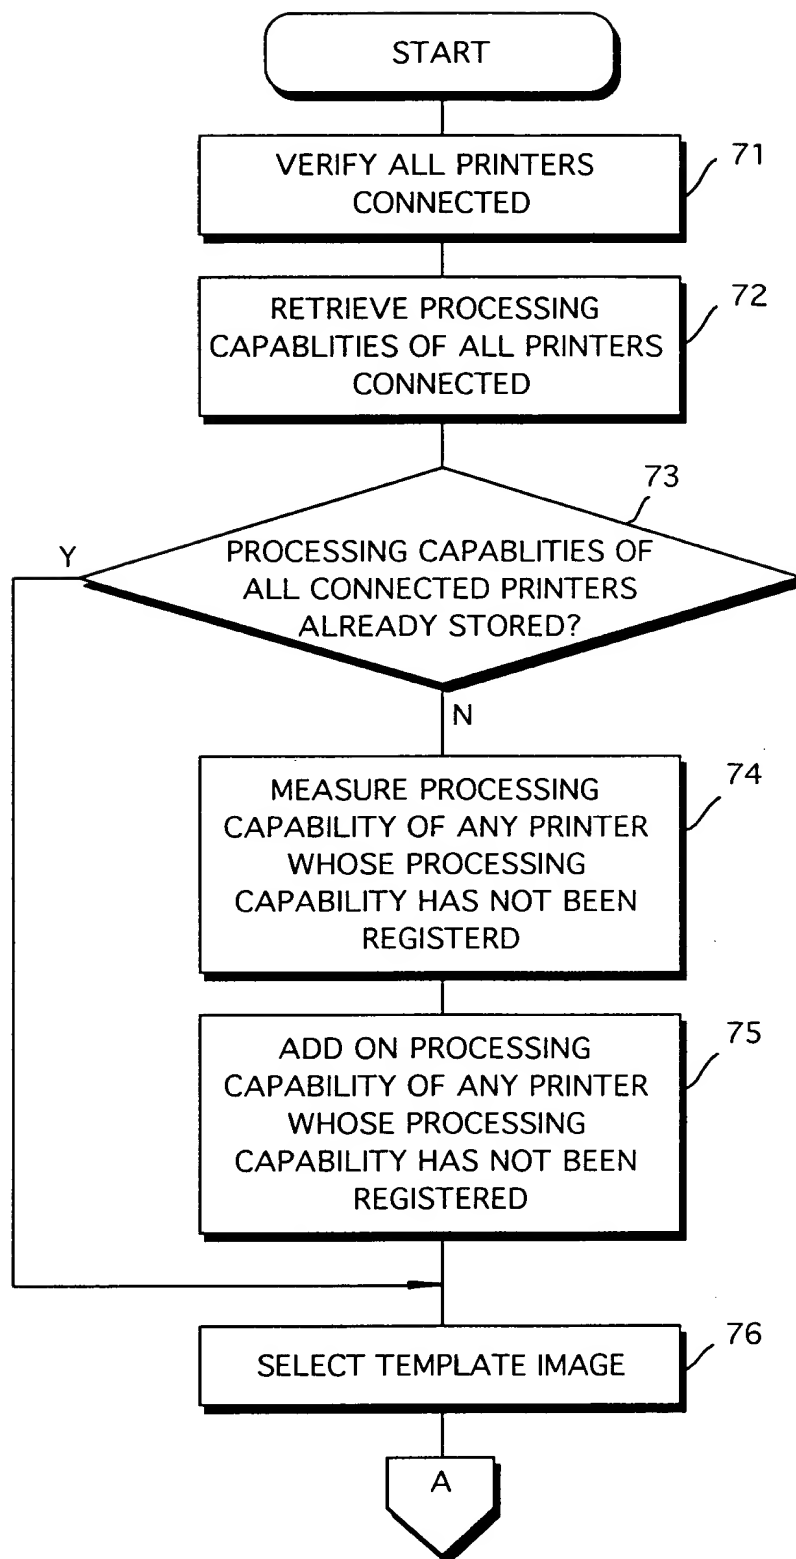 START
VERIFY ALL PRINTERS
CONNECTED
71
RETRIEVE PROCESSING
CAPABLITIES OF ALL PRINTERS
CONNECTED
72
73
Y
PROCESSING CAPABLITIES OF
ALL CONNECTED PRINTERS
ALREADY STORED?
N
MEASURE PROCESSING
CAPABILITY OF ANY PRINTER
WHOSE PROCESSING
CAPABILITY HAS NOT BEEN
REGISTERD
74
ADD ON PROCESSING
CAPABILITY OF ANY PRINTER
WHOSE PROCESSING
CAPABILITY HAS NOT BEEN
REGISTERED
75
SELECT TEMPLATE IMAGE
76
A